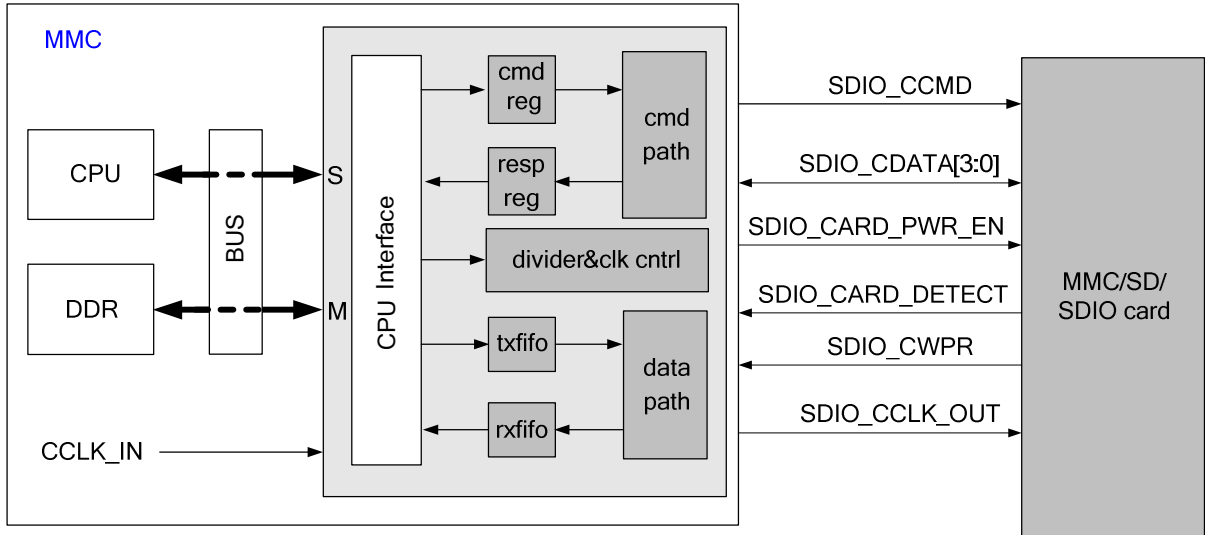 MMC
CPU
DDR
BUS
CCLK_IN
S
M
CPU Interface
cmd
reg
resp
reg
cmd
path
divider&clk cntrl
txfifo
rxfifo
data
path
SDIO_CCMD
SDIO_CDATA[3:0]
SDIO_CARD_PWR_EN
SDIO_CARD_DETECT
SDIO_CWPR
SDIO_CCLK_OUT
MMC/SD/
SDIO card